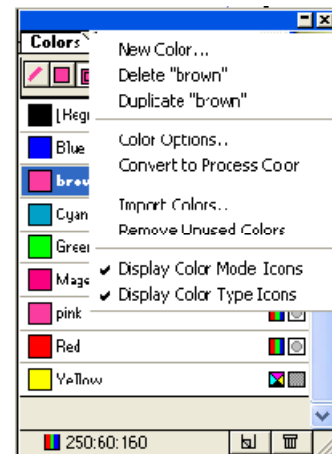 Colors
New Color...
Delete "brown"
Duplicate "brown"
Color Options...
Convert to Process Color
Import Colors...
Remove Unused Colors
Display Color Mode Icons
Display Color Type Icons
Blue
Cyan
pink
Red
Yellow
250:60:160